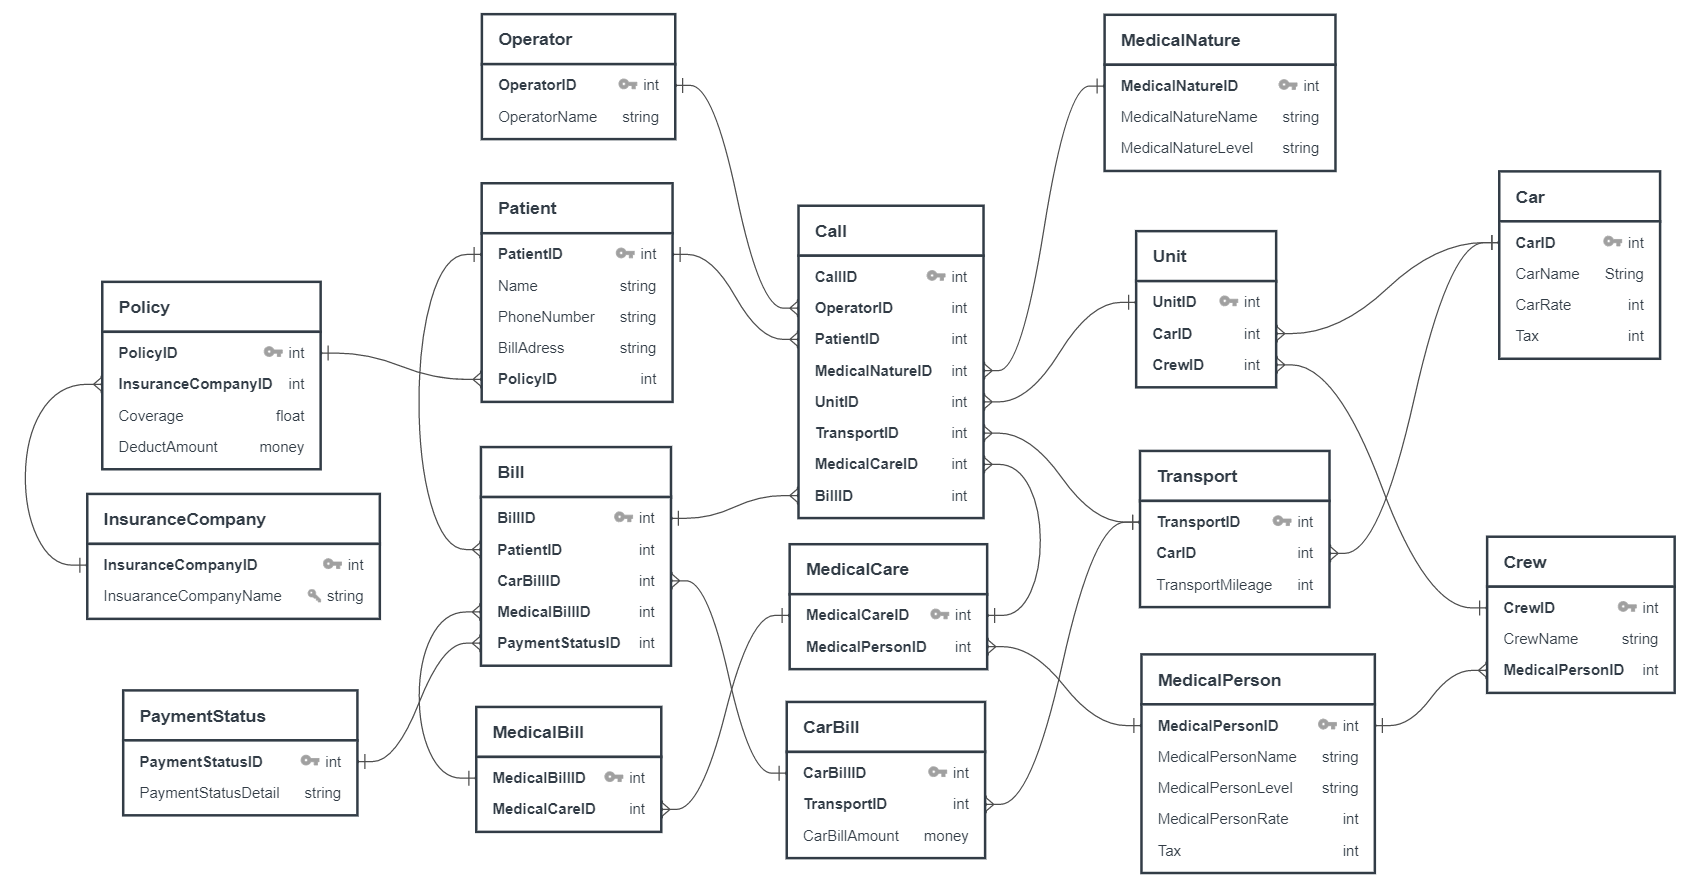 Operator
OperatorID int
OperatorName string
MedicalNature
MedicalNatureID int
MedicalNatureName string
MedicalNatureLevel string
Patient
PatientID int
Name string
PhoneNumber string
BillAdress string
PolicyID int
Call
CallID int
OperatorID int
PatientID int
MedicalNatureID int
UnitID int
TransportID int
MedicalCareID int
BillID int
Unit
UnitID int
CarID int
CrewID int
Car
CarID int
CarName String
CarRate int
Tax int
Policy
PolicyID int
InsuranceCompanyID int
Coverage float
DeductAmount money
InsuranceCompany
InsuranceCompanyID int
InsuaranceCompanyName string
Bill
BillID int
PatientID int
CarBillID int
MedicalBillID int
PaymentStatusID int
Transport
TransportID int
CarID int
TransportMileage int
MedicalCare
MedicalCareID int
MedicalPersonID int
Crew
CrewID int
CrewName string
MedicalPersonID int
PaymentStatus
PaymentStatusID int
PaymentStatusDetail string
MedicalBill
MedicalBillID int
MedicalCareID int
CarBill
CarBillID int
TransportID int
CarBillAmount money
MedicalPerson
MedicalPersonID int
MedicalPersonName string
MedicalPersonLevel string
MedicalPersonRate int
Tax int